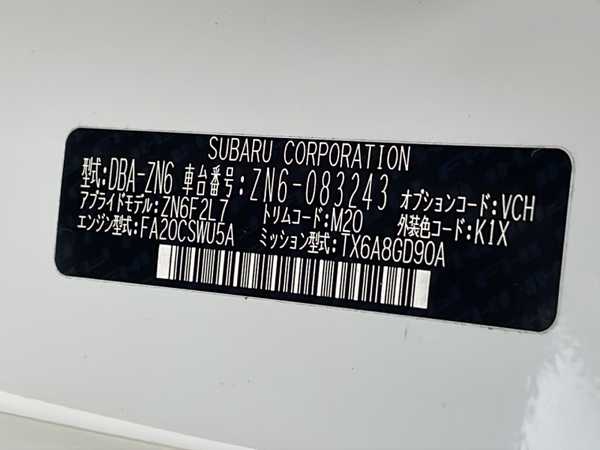 SUBARU CORPORATION
型式:DBA-ZN6 車台番号:ZN6-083243 オプションコード:VCH
アプライドモデル:ZN6F2L7 トリムコード:M20 外装色コード:K1X
エンジン型式:FA20CSWU5A ミッション型式:TX6A8GD90A